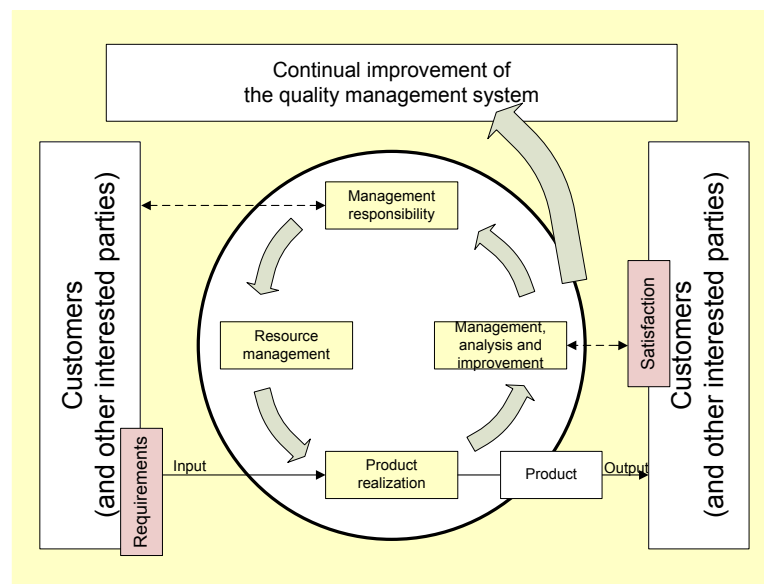 Continual improvement of
the quality management system
Customers
(and other interested parties)
Requirements
Management
responsibility
Resource
management
Management,
analysis and
improvement
Input
Product
realization
Product
Output
Satisfaction
Customers
(and other interested parties)